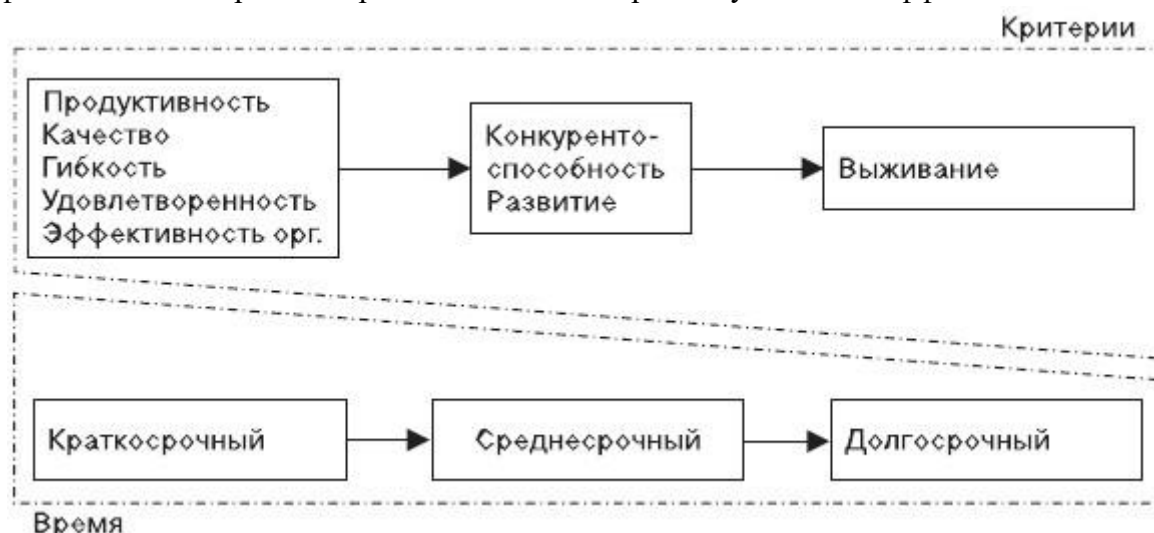 Критерии
Продуктивность
Качество
Гибкость
Удовлетворенность
Эффективность орг.
Конкуренто-
способность
Развитие
Выживание
Краткосрочный
Среднесрочный
Долгосрочный
Время